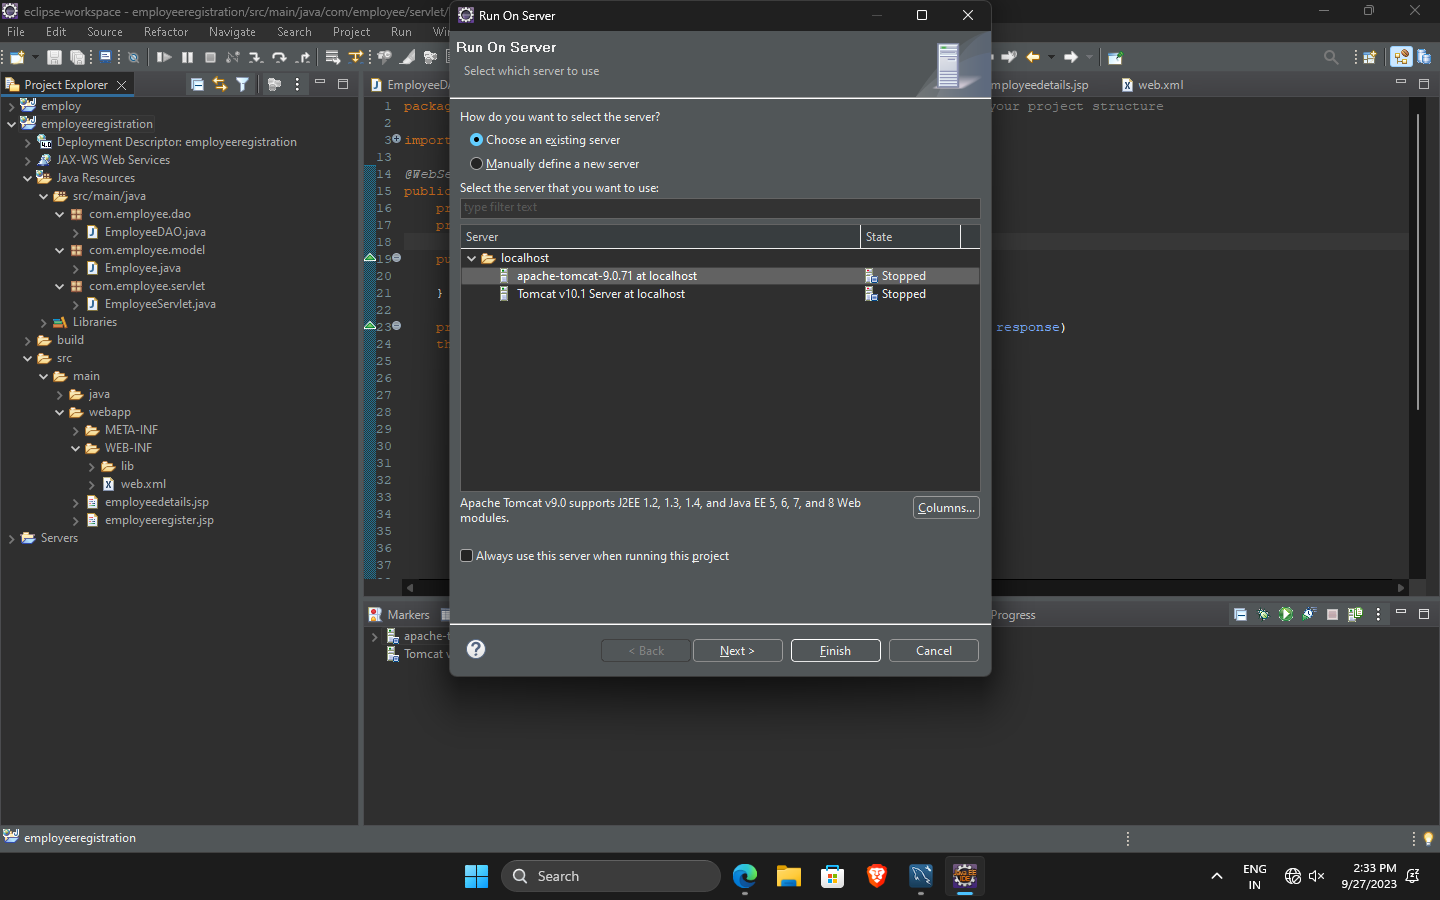 eclipse-workspace - employeeregistration/src/main/java/com/employee/servlet/
File Edit Source Refactor Navigate Search Project Run
Project Explorer
employ
employeeregistration
Deployment Descriptor: employeeregistration
JAX-WS Web Services
Java Resources
src/main/java
com.employee.dao
EmployeeDAO.java
com.employee.model
Employee.java
com.employee.servlet
EmployeeServlet.java
Libraries
build
src
main
java
webapp
META-INF
WEB-INF
lib
web.xml
employeedetails.jsp
employeeregister.jsp
Servers
Run On Server
Run On Server
Select which server to use
How do you want to select the server?
Choose an existing server
Manually define a new server
Select the server that you want to use:
type filter text
Server State
localhost
apache-tomcat-9.0.71 at localhost Stopped
Tomcat v10.1 Server at localhost Stopped
Apache Tomcat v9.0 supports J2EE 1.2, 1.3, 1.4, and Java EE 5, 6, 7, and 8 Web
modules.
Columns...
Always use this server when running this project
< Back Next > Finish Cancel
mployeedetails.jsp web.xml
1 your project structure
2
3 import
13
14
15 public
16
17
18
19
20
21 }
22
23 response)
24
25
26
27
28
29
30
31
32
33
34
35
36
37
Markers Progress
Tomcat
employeeregistration
Search
ENG
IN
2:33 PM
9/27/2023